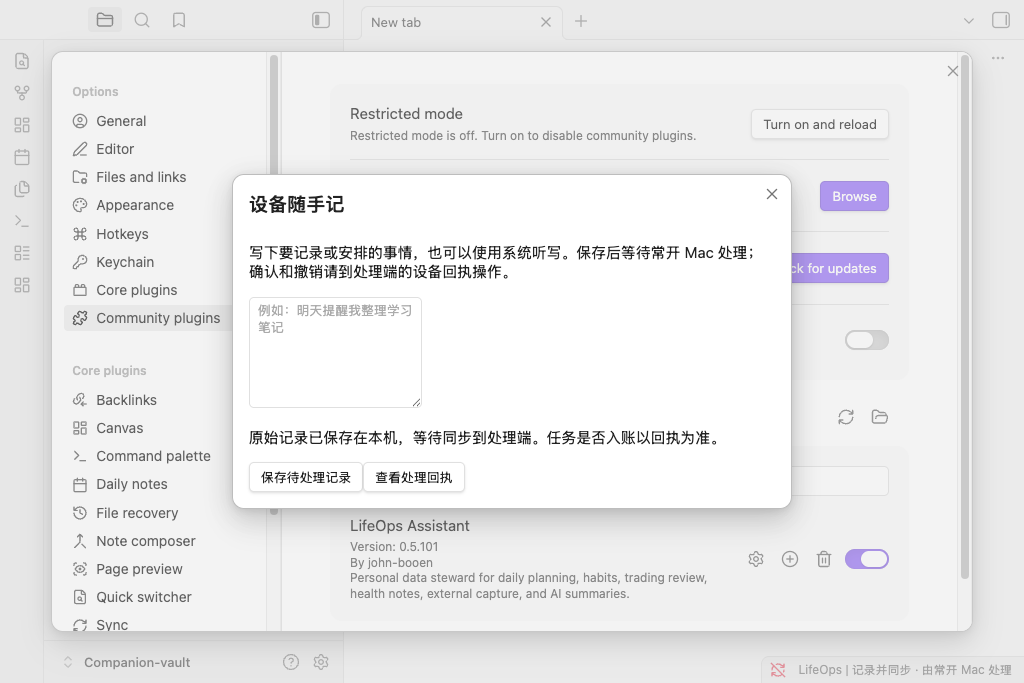 New tab
Options
General
Editor
Files and links
Appearance
Hotkeys
Keychain
Core plugins
Community plugins
Core plugins
Backlinks
Canvas
Command palette
Daily notes
File recovery
Note composer
Page preview
Quick switcher
Sync
Restricted mode
Restricted mode is off. Turn on to disable community plugins.
Turn on and reload
Browse
ck for updates
设备随手记
写下要记录或安排的事情，也可以使用系统听写。保存后等待常开 Mac 处理；
确认和撤销请到处理端的设备回执操作。
例如：明天提醒我整理学习
笔记
原始记录已保存在本机，等待同步到处理端。任务是否入账以回执为准。
保存待处理记录
查看处理回执
LifeOps Assistant
Version: 0.5.101
By john-booen
Personal data steward for daily planning, habits, trading review,
health notes, external capture, and AI summaries.
Companion-vault
LifeOps | 记录并同步 · 由常开 Mac 处理